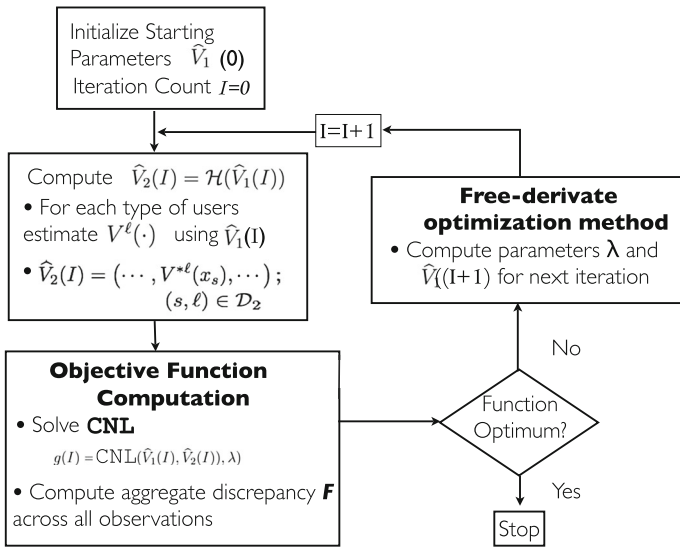 Initialize Starting
Parameters V̂₁ (0)
Iteration Count I=0
I=I+1
Compute V̂₂(I) = ℋ(V̂₁(I))
• For each type of users
estimate V^ℓ(·) using V̂₁(I)
• V̂₂(I) = (⋯ , V*^ℓ(xₛ), ⋯) ;
(s, ℓ) ∈ 𝒟₂
Free-derivate
optimization method
• Compute parameters λ and
V̂₁((I+1) for next iteration
Objective Function
Computation
• Solve CNL
g(I) = CNL(V̂₁(I), V̂₂(I)), λ)
• Compute aggregate discrepancy F
across all observations
Function
Optimum?
No
Yes
Stop